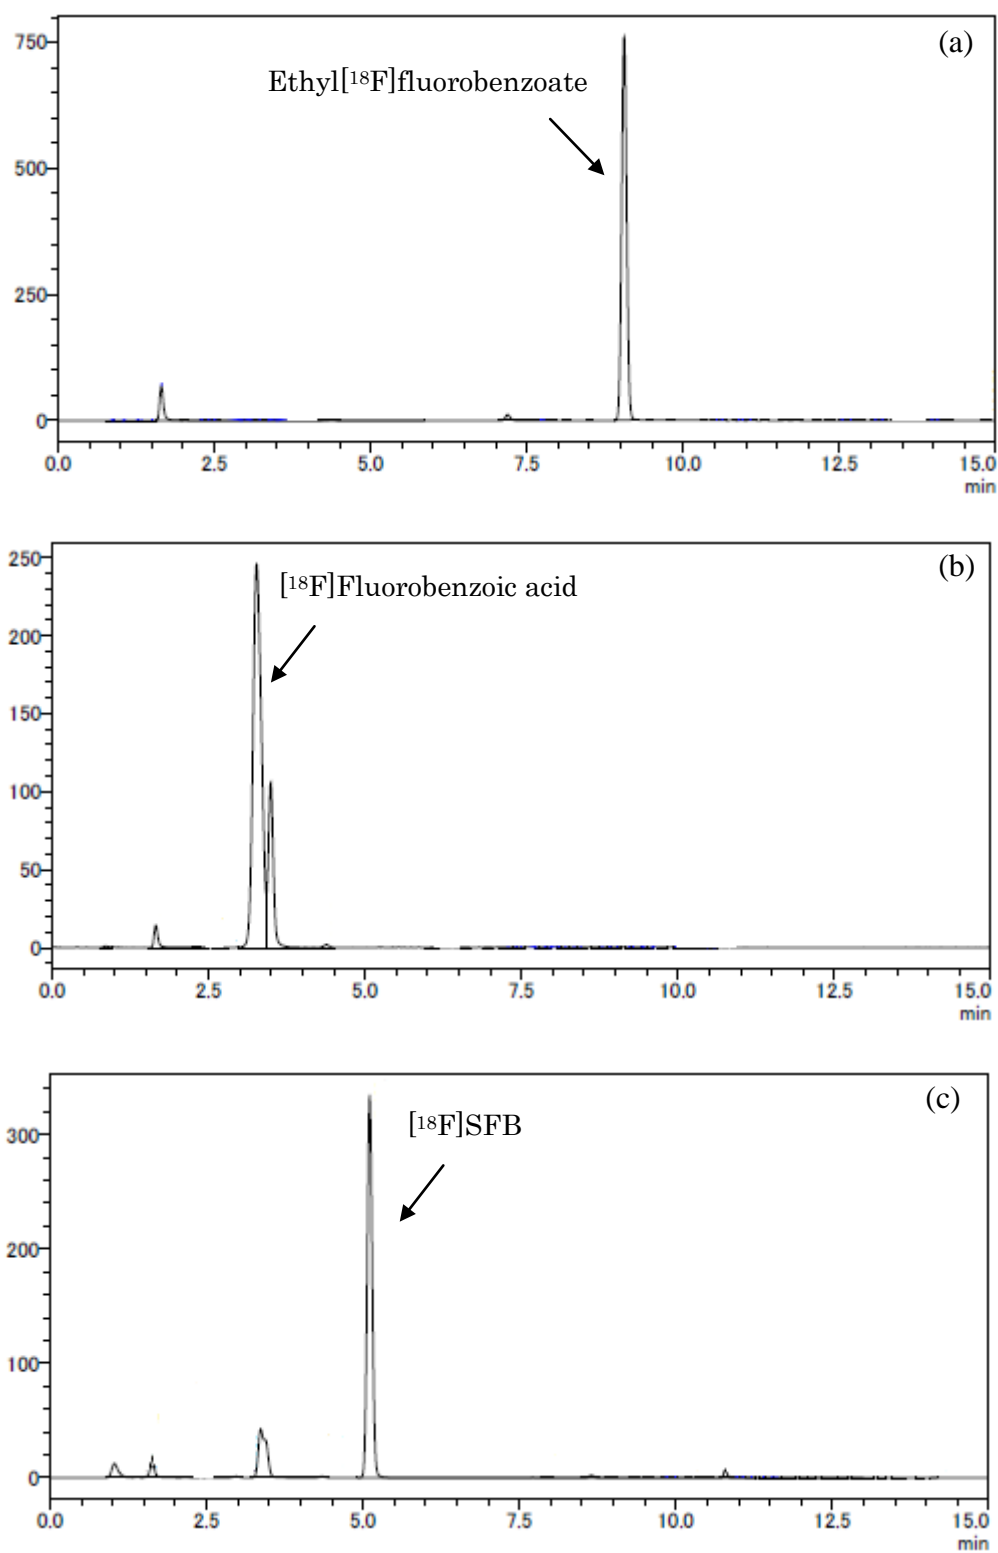 (a)
Ethyl[18F]fluorobenzoate
750
500
250
0
0.0 2.5 5.0 7.5 10.0 12.5 15.0
min
(b)
[18F]Fluorobenzoic acid
250
200
150
100
50
0
0.0 2.5 5.0 7.5 10.0 12.5 15.0
min
(c)
[18F]SFB
300
200
100
0
0.0 2.5 5.0 7.5 10.0 12.5 15.0
min